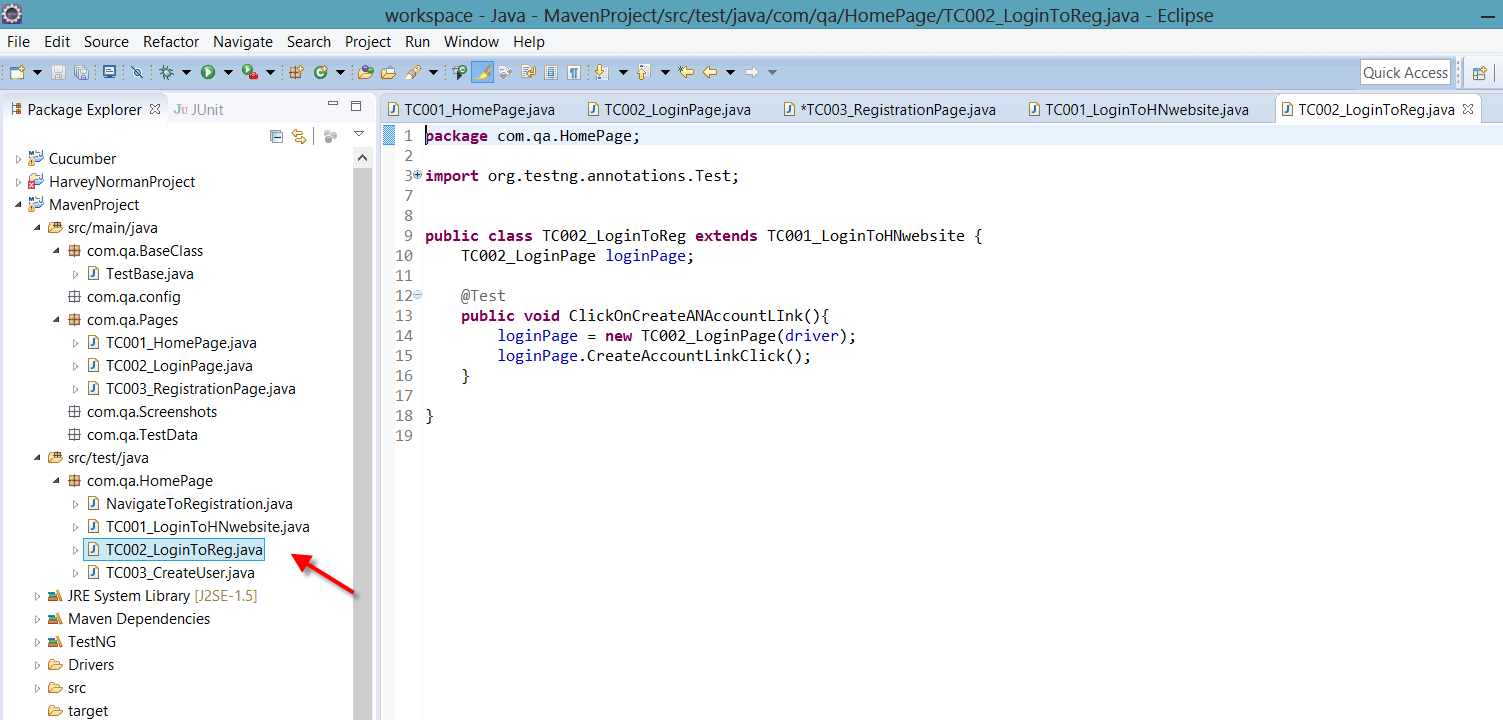 workspace - Java - MavenProject/src/test/java/com/qa/HomePage/TC002_LoginToReg.java - Eclipse
File Edit Source Refactor Navigate Search Project Run Window Help
Quick Access
Package Explorer JUnit
TC001_HomePage.java TC002_LoginPage.java *TC003_RegistrationPage.java TC001_LoginToHNwebsite.java TC002_LoginToReg.java
Cucumber
HarveyNormanProject
MavenProject
src/main/java
com.qa.BaseClass
TestBase.java
com.qa.config
com.qa.Pages
TC001_HomePage.java
TC002_LoginPage.java
TC003_RegistrationPage.java
com.qa.Screenshots
com.qa.TestData
src/test/java
com.qa.HomePage
NavigateToRegistration.java
TC001_LoginToHNwebsite.java
TC002_LoginToReg.java
TC003_CreateUser.java
JRE System Library [J2SE-1.5]
Maven Dependencies
TestNG
Drivers
src
target
1 package com.qa.HomePage;
2
3 import org.testng.annotations.Test;
7
8
9 public class TC002_LoginToReg extends TC001_LoginToHNwebsite {
10 TC002_LoginPage loginPage;
11
12 @Test
13 public void ClickOnCreateANAccountLInk(){
14 loginPage = new TC002_LoginPage(driver);
15 loginPage.CreateAccountLinkClick();
16 }
17
18 }
19